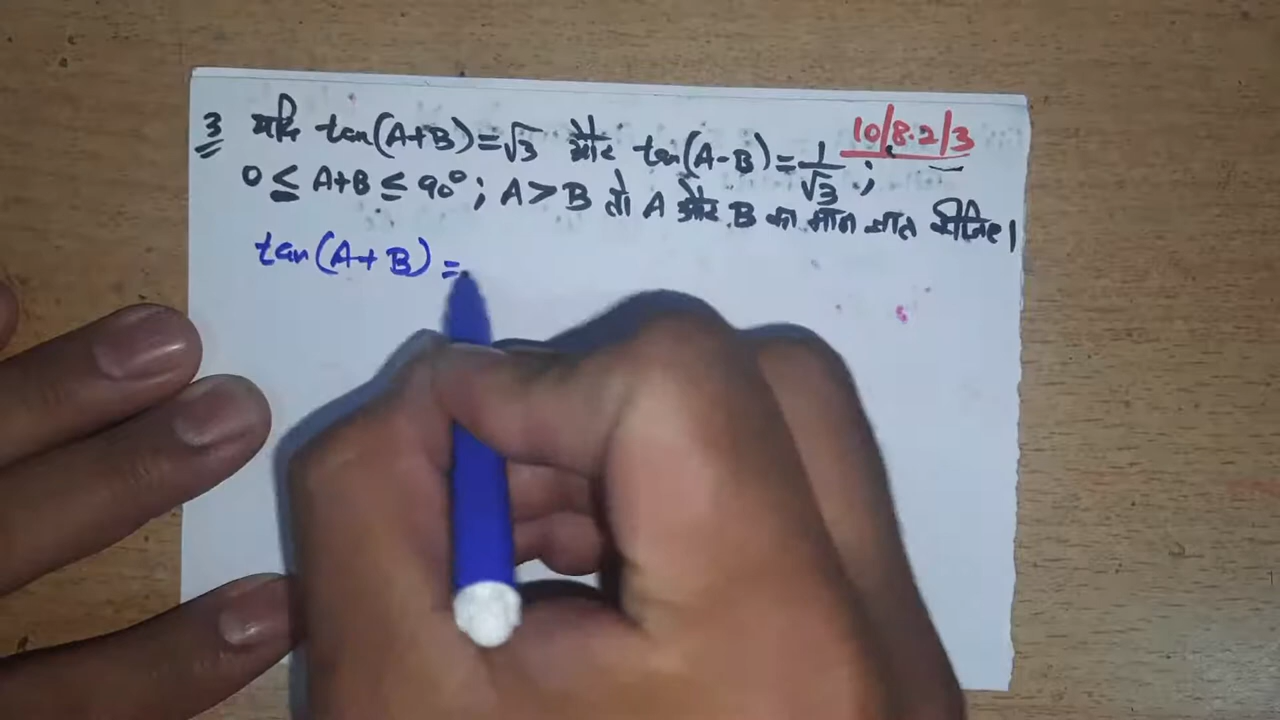 10/8.2/3
3 यदि tan(A+B)=√3 और tan(A-B)=1/√3;
0 ≤ A+B ≤ 90°; A > B तो A और B का मान ज्ञात कीजिए।
tan(A+B) =